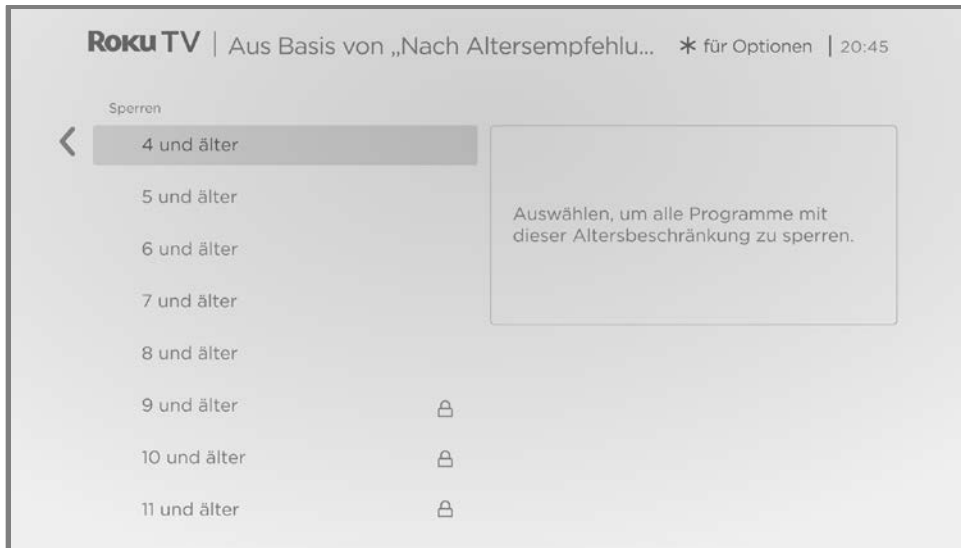 Roku TV | Aus Basis von „Nach Altersempfehlu... * für Optionen | 20:45
Sperren
4 und älter
5 und älter
6 und älter
7 und älter
8 und älter
9 und älter
10 und älter
11 und älter
Auswählen, um alle Programme mit
dieser Altersbeschränkung zu sperren.